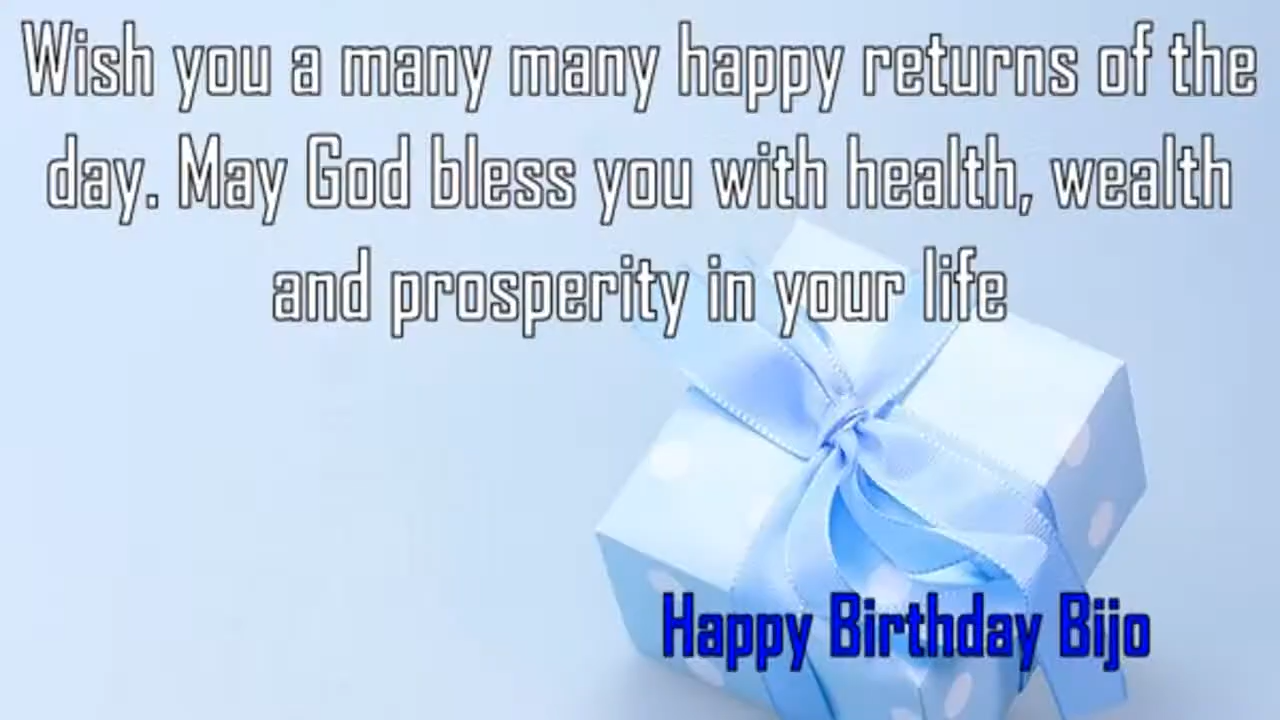 Wish you a many many happy returns of the
day. May God bless you with health, wealth
and prosperity in your life
Happy Birthday Bijo